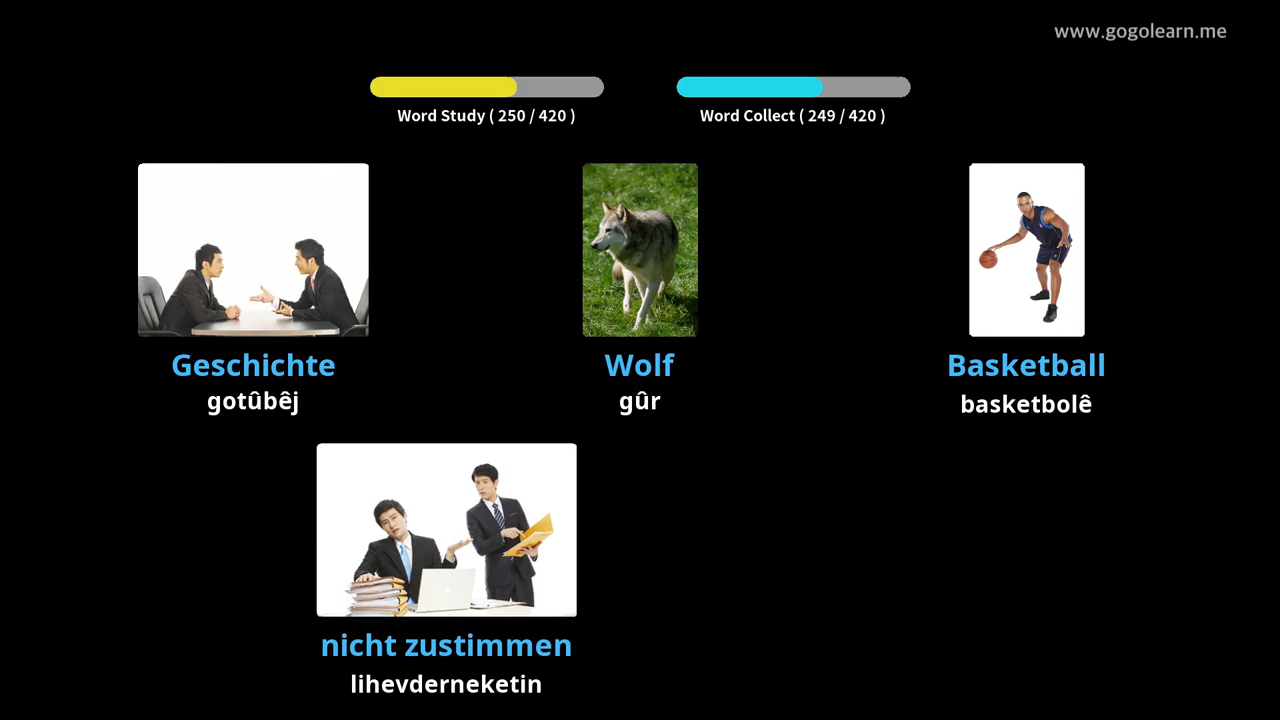 www.gogolearn.me
Word Study ( 250 / 420 )
Word Collect ( 249 / 420 )
Geschichte
gotûbêj
Wolf
gûr
Basketball
basketbolê
nicht zustimmen
lihevderneketin